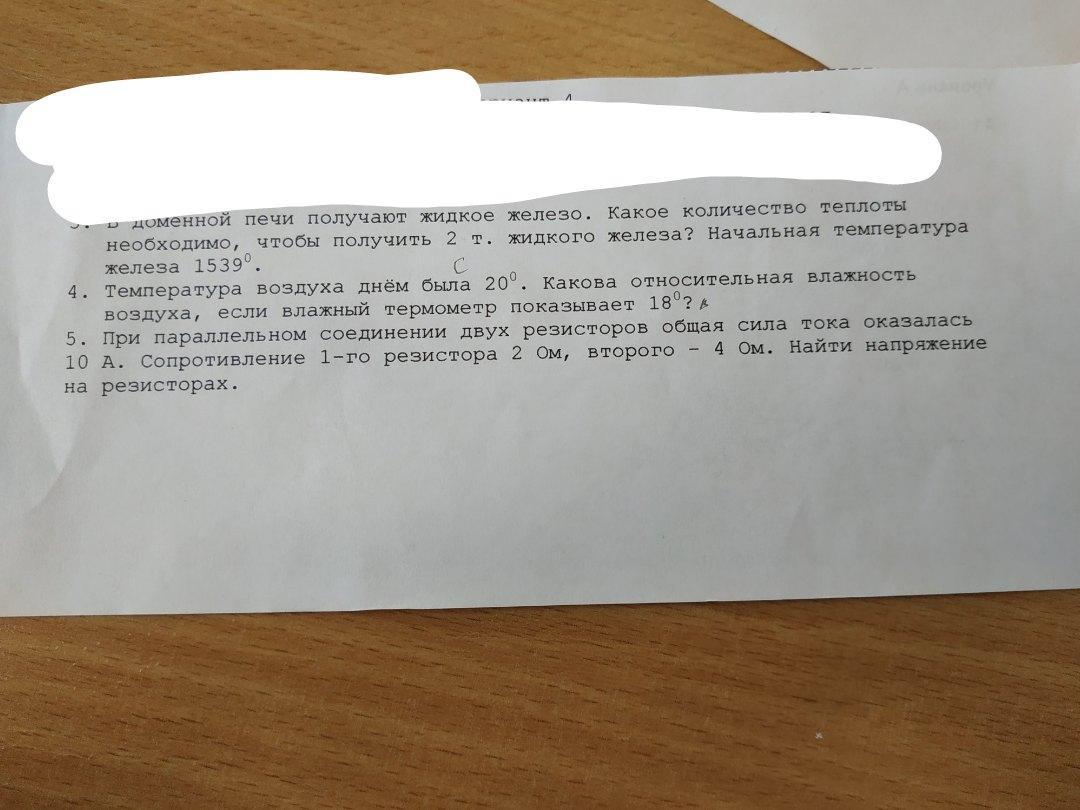 4
3. В доменной печи получают жидкое железо. Какое количество теплоты
необходимо, чтобы получить 2 т. жидкого железа? Начальная температура
железа 1539⁰.
С
4. Температура воздуха днём была 20⁰. Какова относительная влажность
воздуха, если влажный термометр показывает 18⁰?
5. При параллельном соединении двух резисторов общая сила тока оказалась
10 А. Сопротивление 1-го резистора 2 Ом, второго – 4 Ом. Найти напряжение
на резисторах.
Уровень А